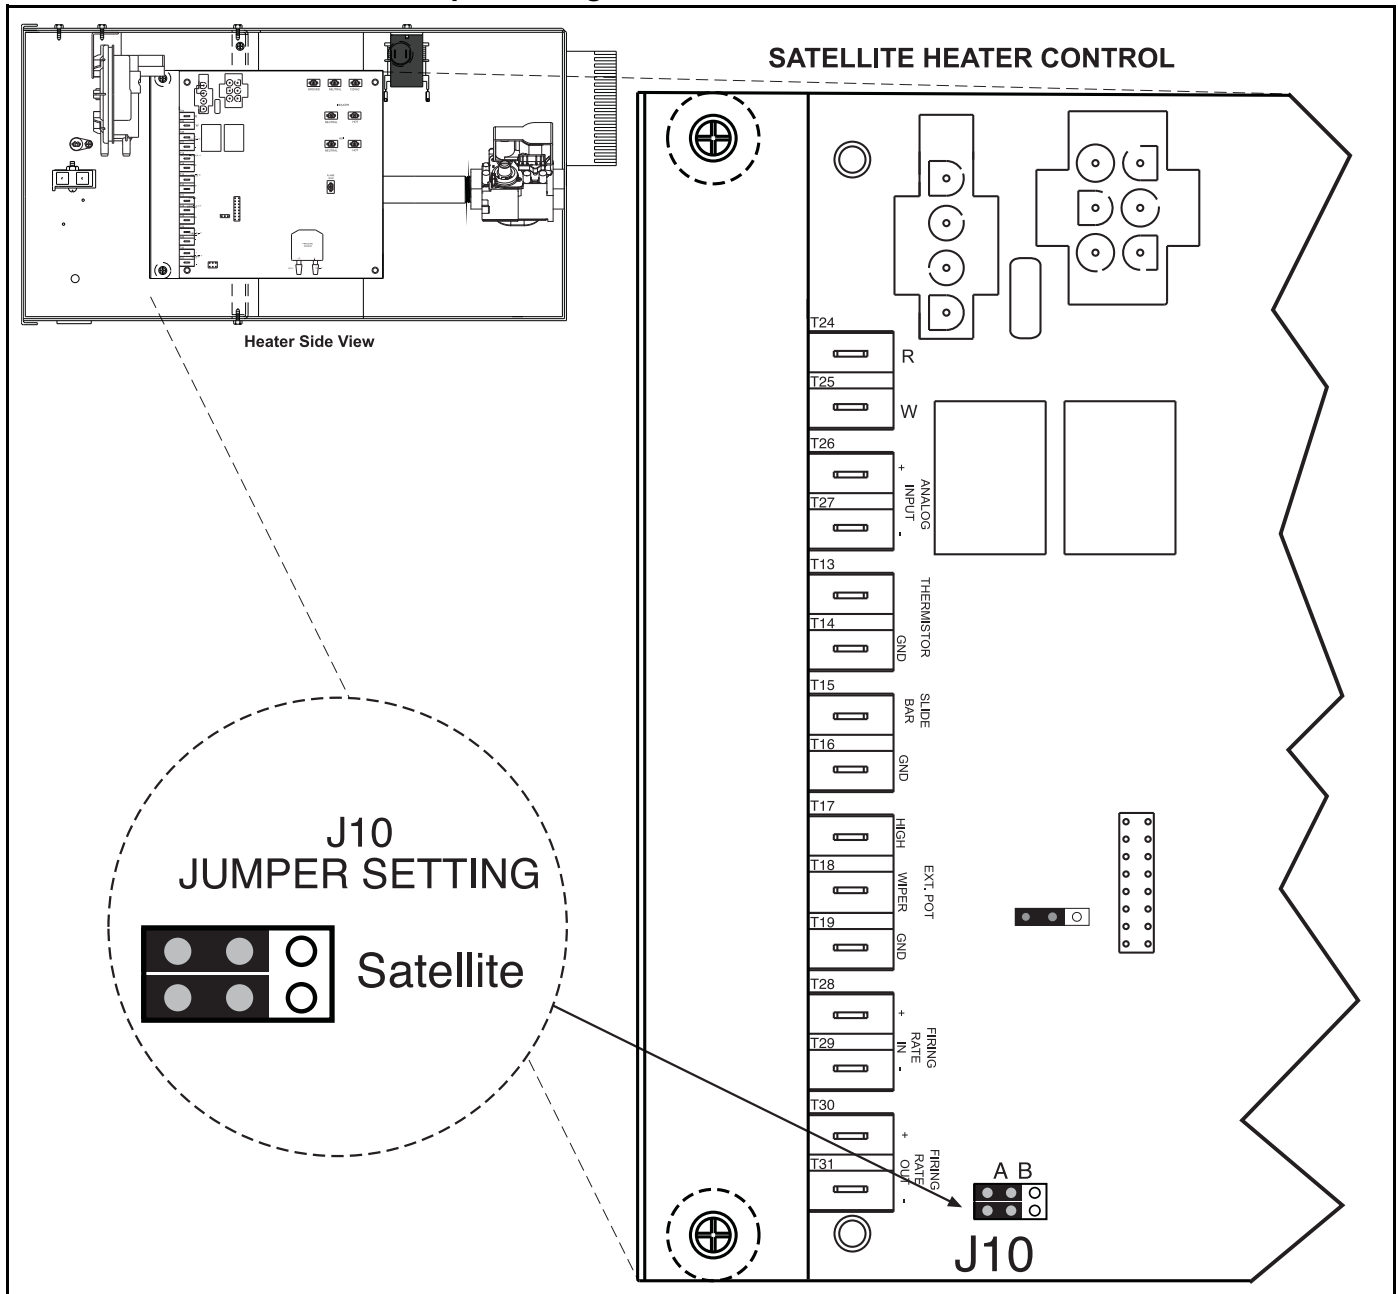 SATELLITE HEATER CONTROL
Heater Side View
J10
JUMPER SETTING
Satellite
T24
R
T25
W
T26
+
ANALOG
INPUT
T27
-
T13
THERMISTOR
T14
GND
T15
SLIDE
BAR
T16
GND
T17
HIGH
T18
WIPER
EXT. POT
T19
GND
T28
+
FIRING
RATE
IN
T29
-
T30
+
FIRING
RATE
OUT
T31
-
A B
J10